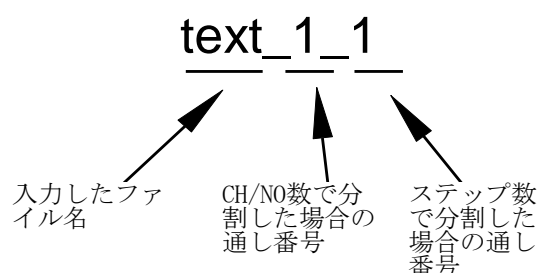 text_1_1
入力したファ
イル名
CH/NO数で分
割した場合の
通し番号
ステップ数
で分割した
場合の通し
番号